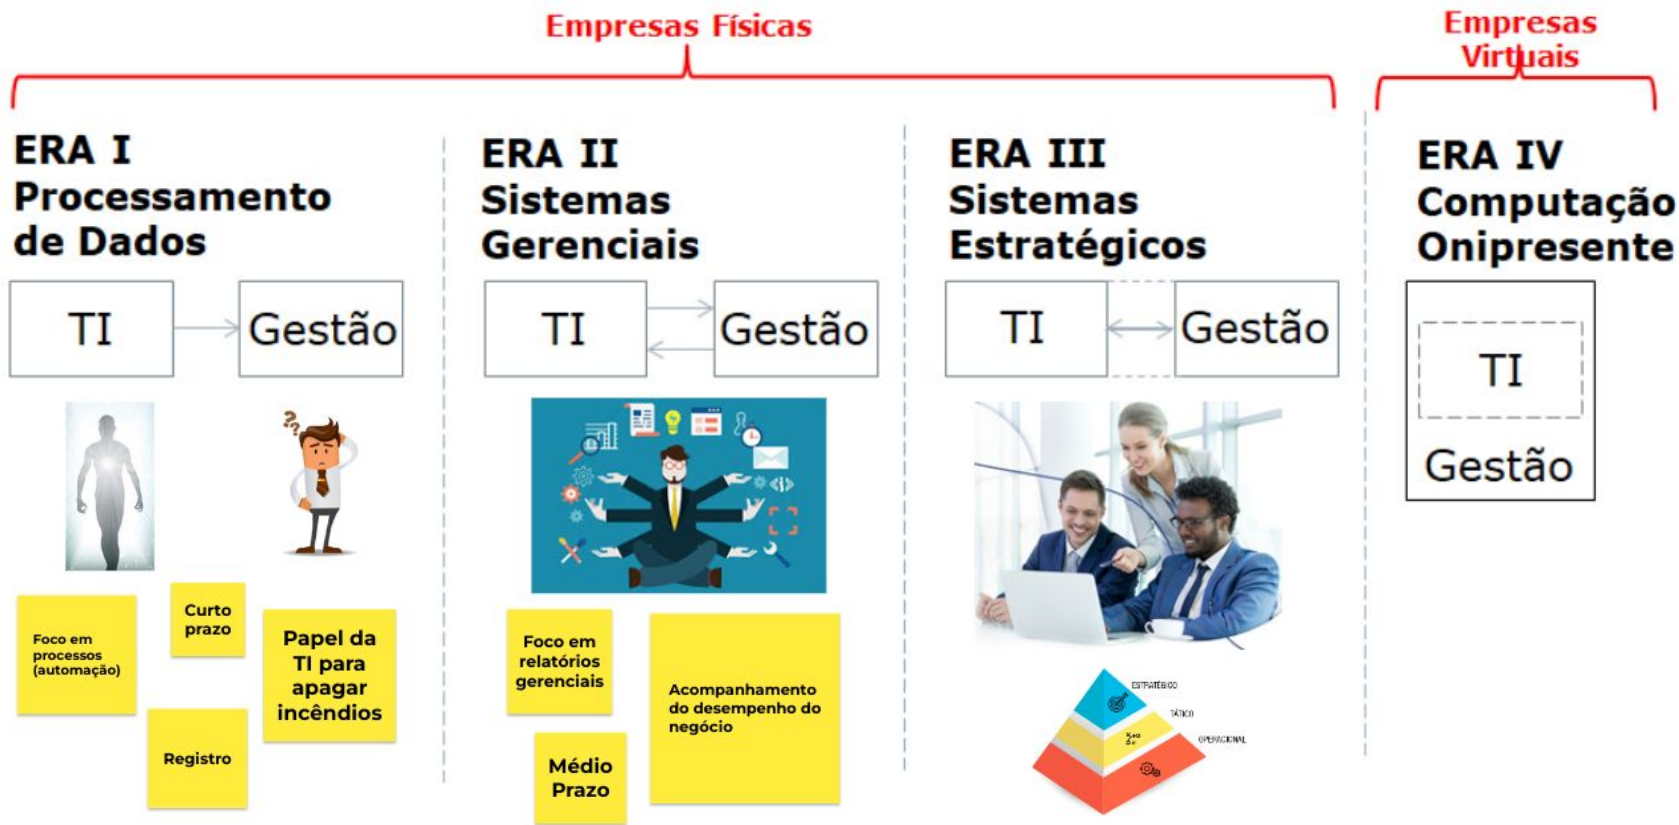 Empresas Físicas
Empresas
Virtuais
ERA I
Processamento
de Dados
TI
Gestão
Foco em
processos
(automação)
Curto
prazo
Papel da
TI para
apagar
incêndios
Registro
ERA II
Sistemas
Gerenciais
TI
Gestão
Foco em
relatórios
gerenciais
Acompanhamento
do desempenho do
negócio
Médio
Prazo
ERA III
Sistemas
Estratégicos
TI
Gestão
ESTRATÉGICO
TÁTICO
OPERACIONAL
ERA IV
Computação
Onipresente
TI
Gestão